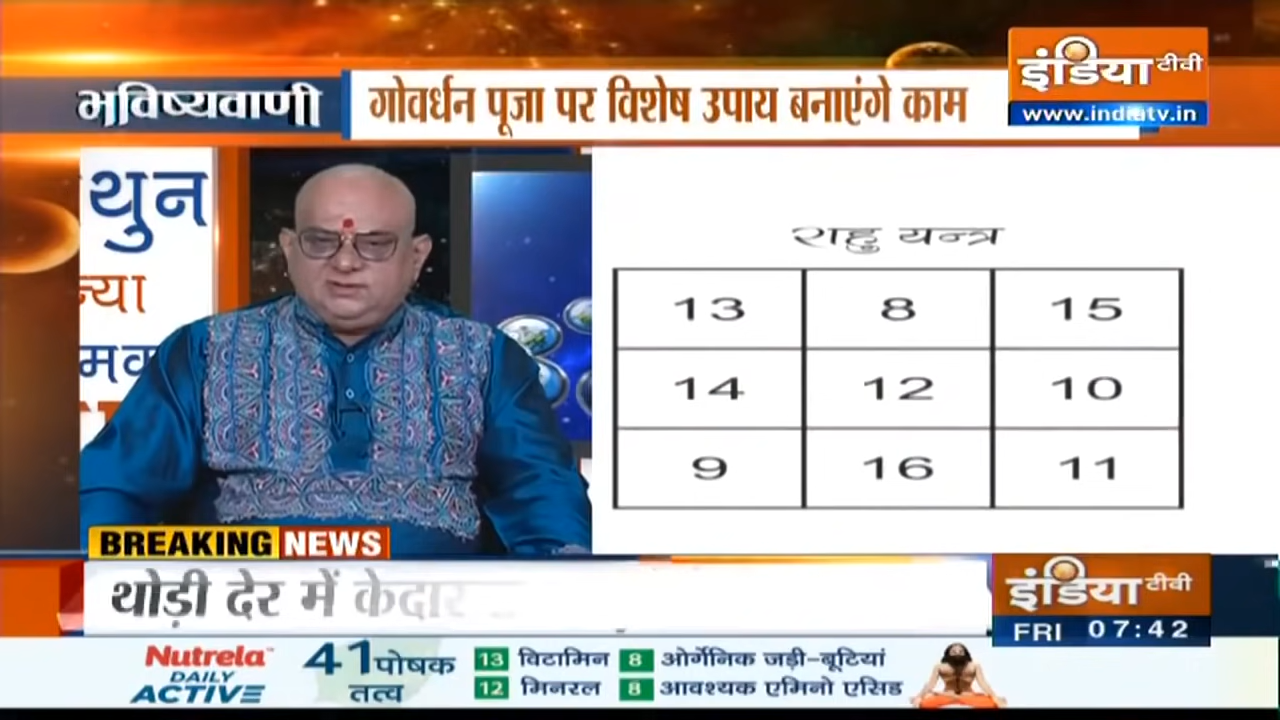 भविष्यवाणी
गोवर्धन पूजा पर विशेष उपाय बनाएंगे काम
इंडिया टीवी
www.indiatv.in
थुन
न्या
मक
राहु यन्त्र
13 8 15
14 12 10
9 16 11
BREAKING NEWS
थोड़ी देर में केदार
इंडिया टीवी
FRI 07:42
Nutrela
DAILY
ACTIVE
41 पोषक
तत्व
13 विटामिन 8 ओर्गेनिक जड़ी-बूटियां
12 मिनरल 8 आवश्यक एमिनो एसिड